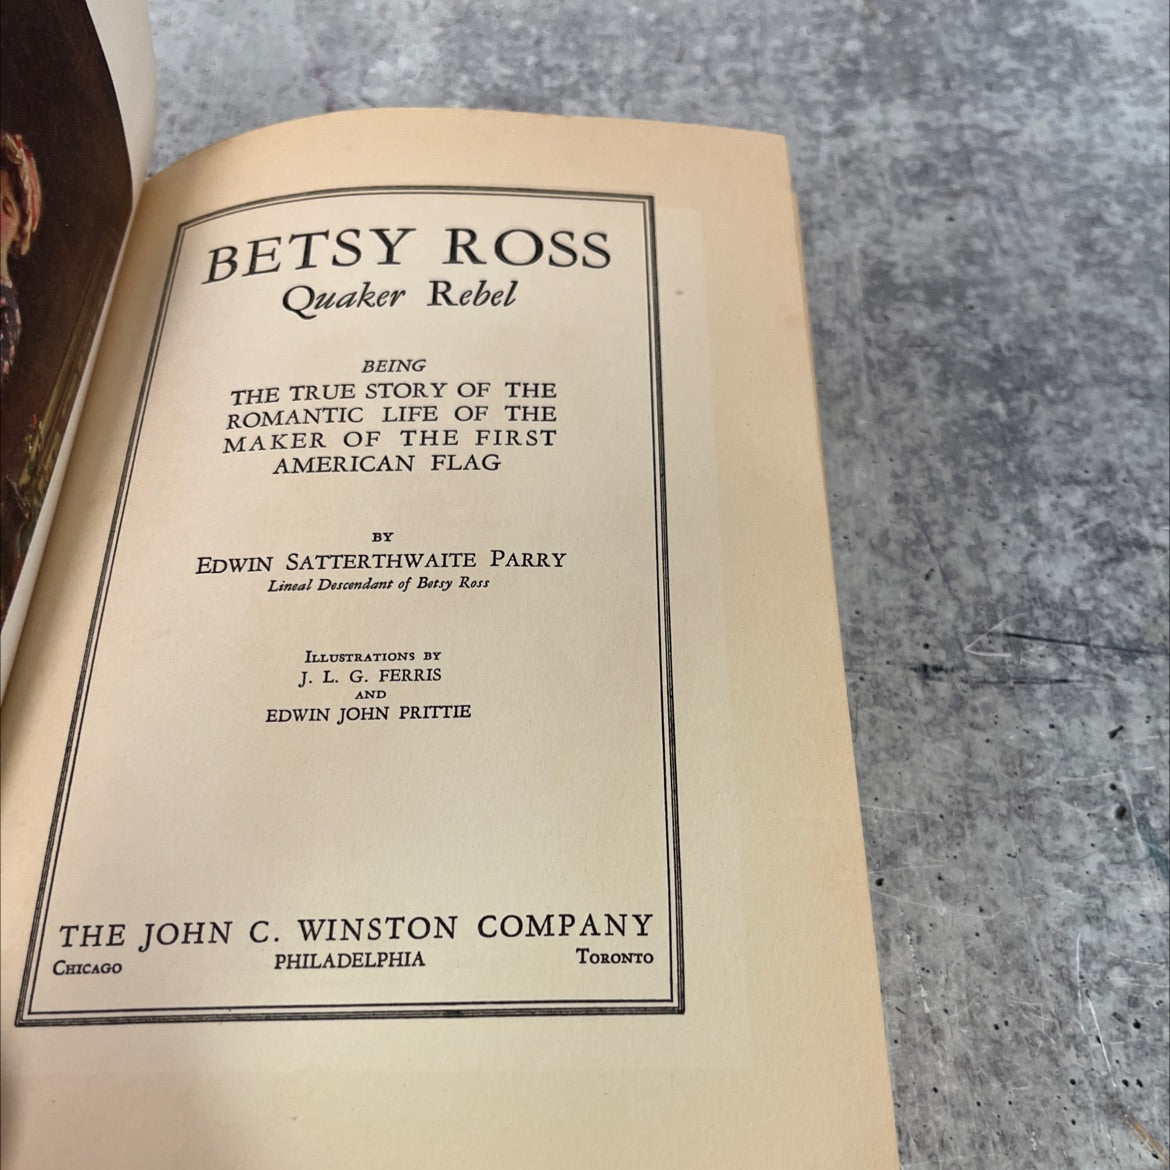 BETSY ROSS
Quaker Rebel
BEING
THE TRUE STORY OF THE
ROMANTIC LIFE OF THE
MAKER OF THE FIRST
AMERICAN FLAG
BY
EDWIN SATTERTHWAITE PARRY
Lineal Descendant of Betsy Ross
ILLUSTRATIONS BY
J. L. G. FERRIS
AND
EDWIN JOHN PRITTIE
THE JOHN C. WINSTON COMPANY
CHICAGO PHILADELPHIA TORONTO